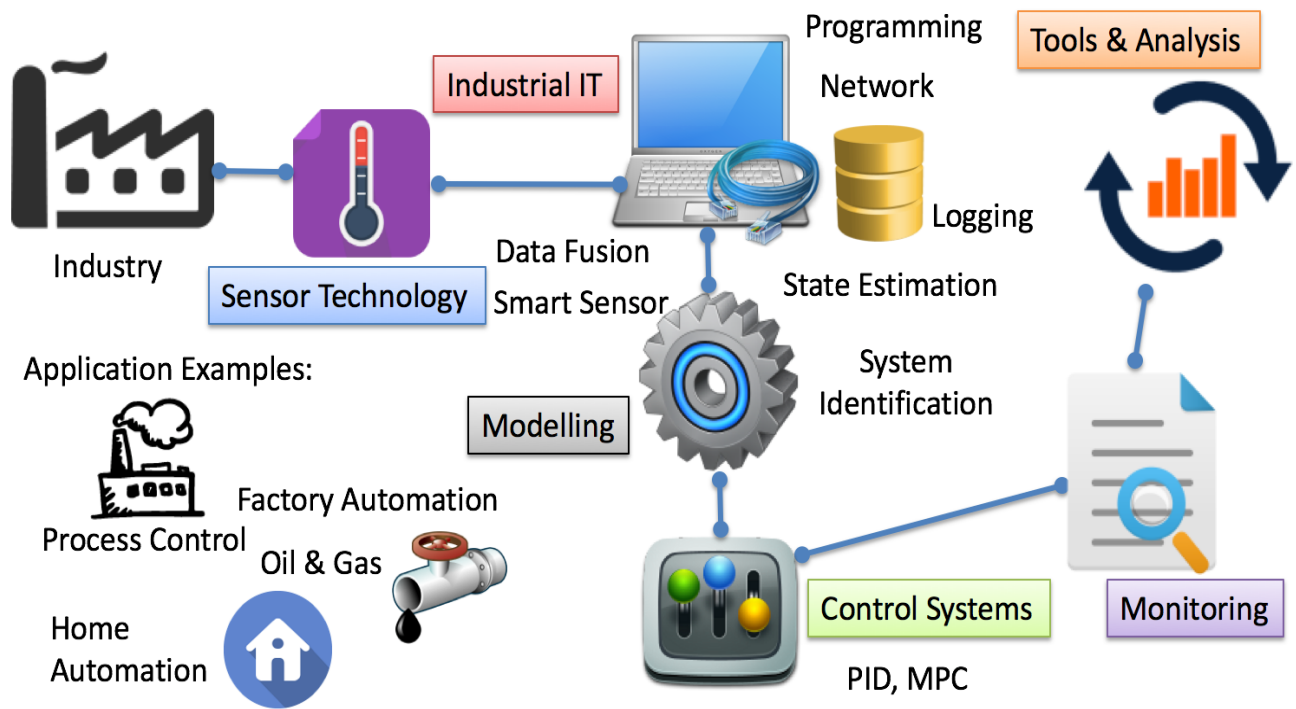 Programming
Tools & Analysis
Industrial IT
Network
Logging
Industry
Data Fusion
Sensor Technology
Smart Sensor
State Estimation
Application Examples:
System
Identification
Modelling
Factory Automation
Process Control
Oil & Gas
Home
Automation
Control Systems
Monitoring
PID, MPC